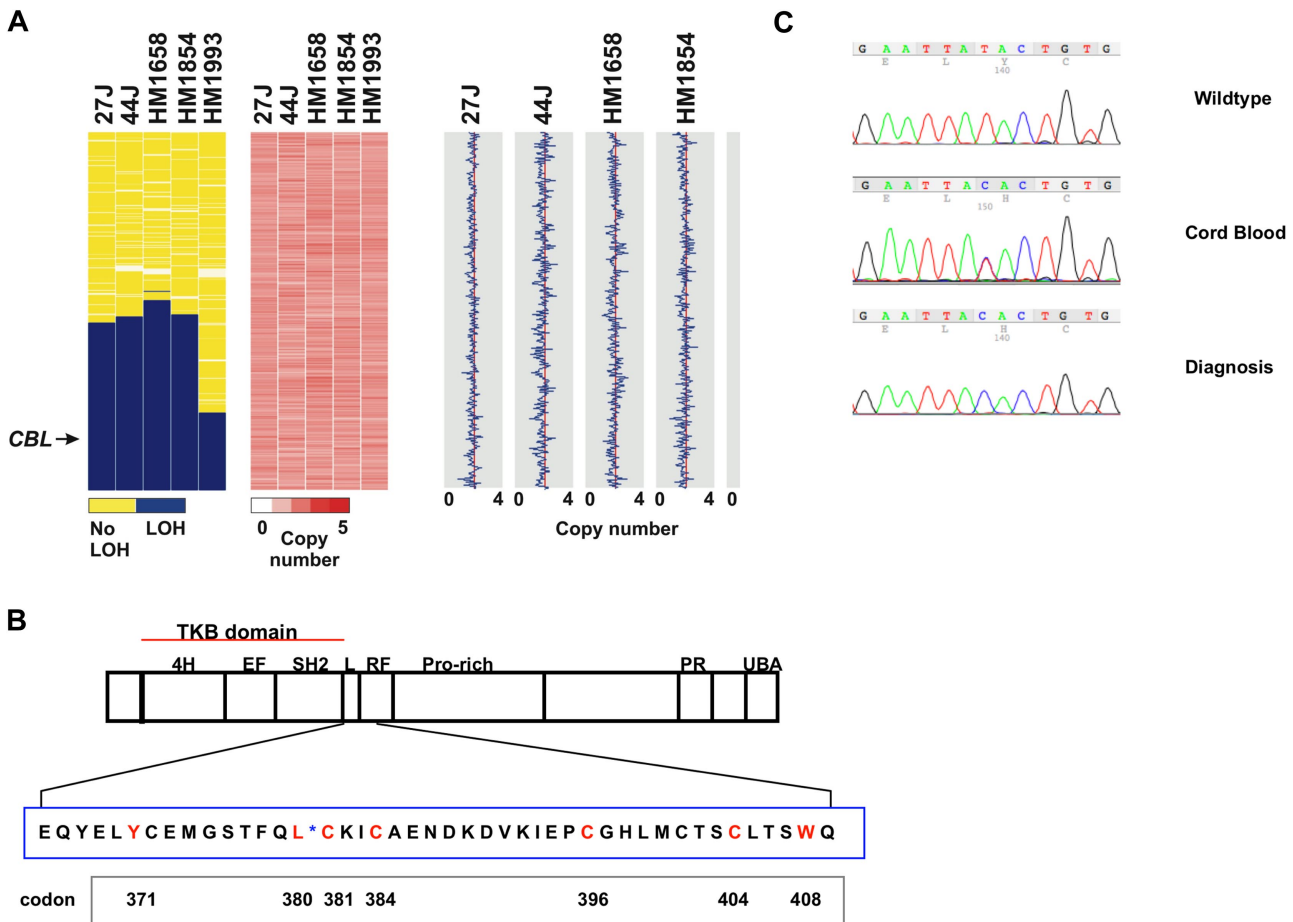 A
27J
44J
HM1658
HM1854
HM1993
27J
44J
HM1658
HM1854
HM1993
27J
44J
HM1658
HM1854
CBL
No LOH
LOH
0 5
Copy number
0 4
0 4
0 4
0 4
0
Copy number
C
G A A T T A T A C T G T G
E L Y C
140
Wildtype
G A A T T A C A C T G T G
E L H C
150
Cord Blood
G A A T T A C A C T G T G
E L H C
140
Diagnosis
B
TKB domain
4H EF SH2 L RF Pro-rich PR UBA
E Q Y E L Y C E M G S T F Q L * C K I C A E N D K D V K I E P C G H L M C T S C L T S W Q
codon 371 380 381 384 396 404 408